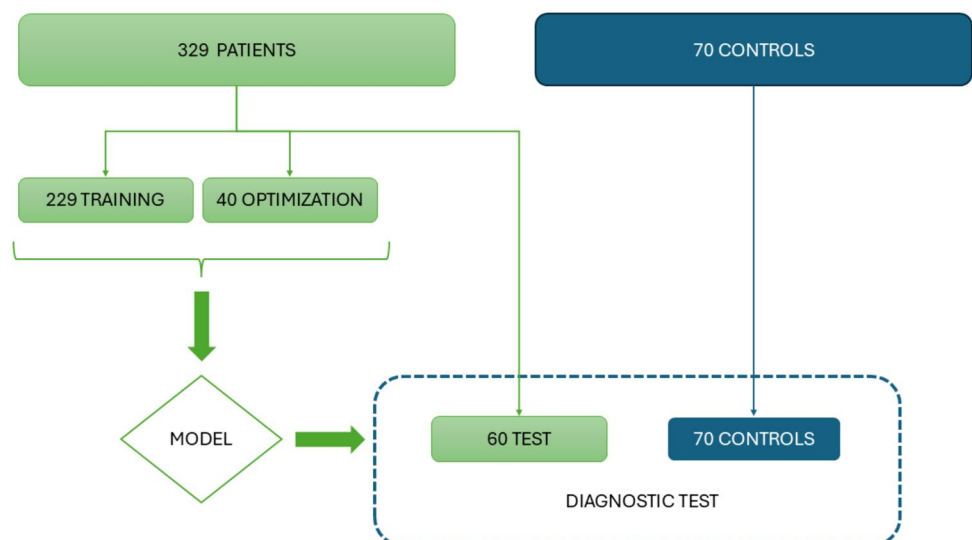 329 PATIENTS
70 CONTROLS
229 TRAINING
40 OPTIMIZATION
MODEL
60 TEST
70 CONTROLS
DIAGNOSTIC TEST